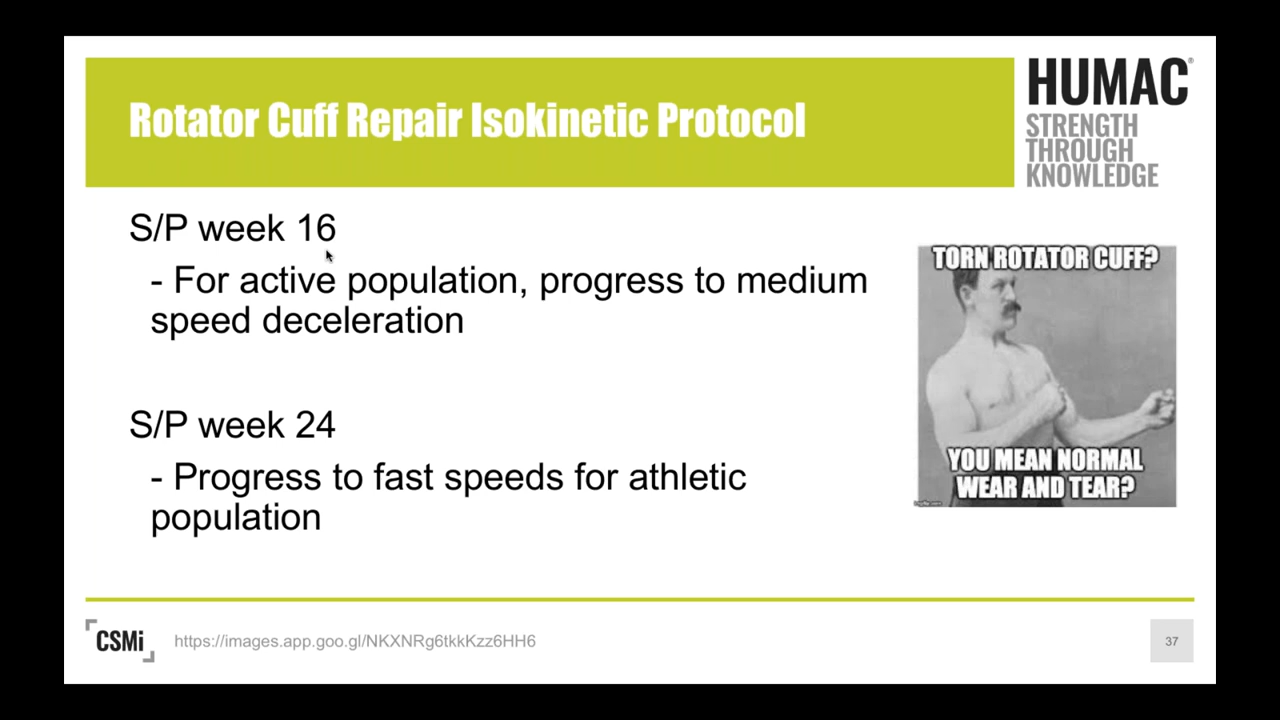 Rotator Cuff Repair Isokinetic Protocol
HUMAC®
STRENGTH
THROUGH
KNOWLEDGE
S/P week 16
- For active population, progress to medium
speed deceleration
S/P week 24
- Progress to fast speeds for athletic
population
TORN ROTATOR CUFF?
YOU MEAN NORMAL
WEAR AND TEAR?
imgflip.com
CSMi
https://images.app.goo.gl/NKXNRg6tkkKzz6HH6
37